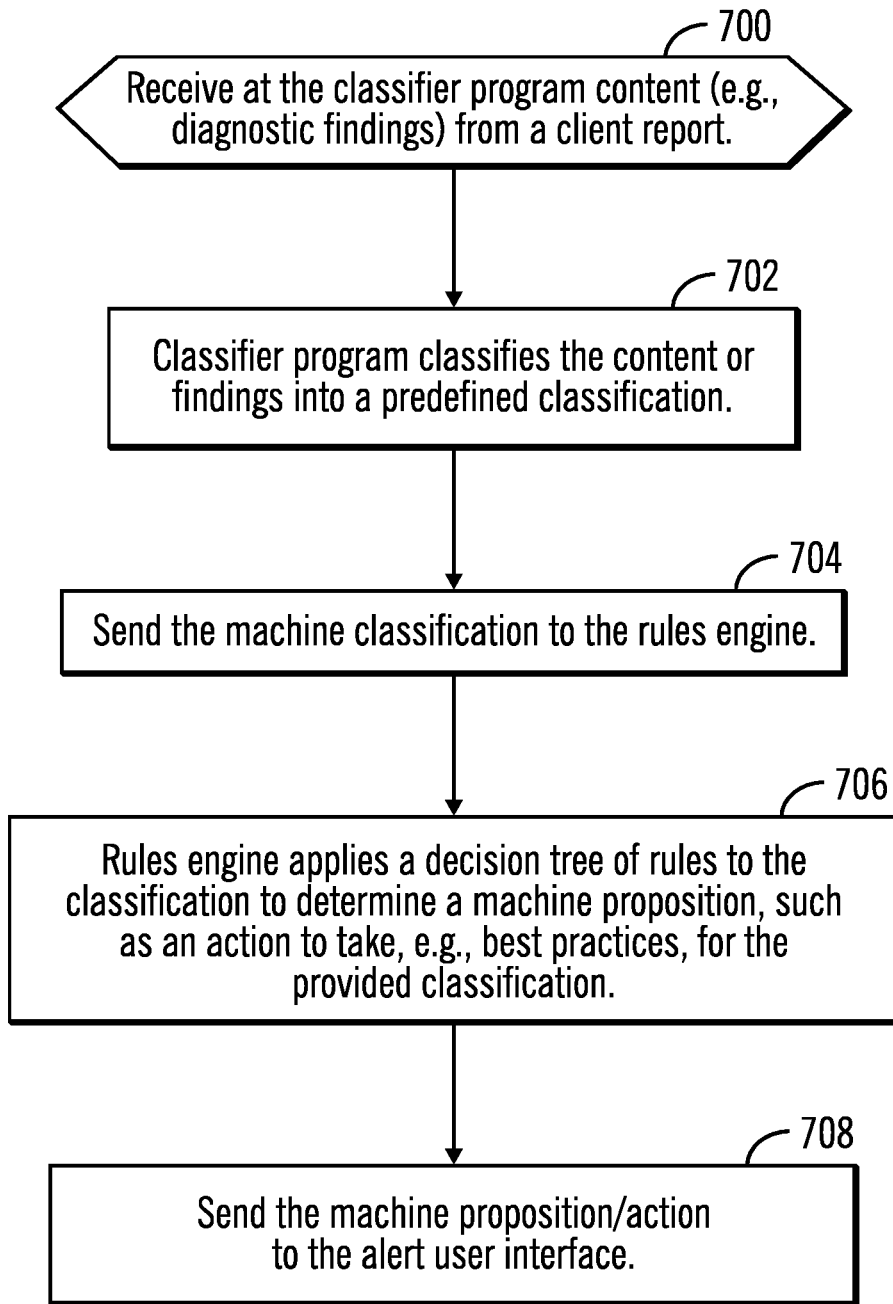 700
Receive at the classifier program content (e.g.,
diagnostic findings) from a client report.
702
Classifier program classifies the content or
findings into a predefined classification.
704
Send the machine classification to the rules engine.
706
Rules engine applies a decision tree of rules to the
classification to determine a machine proposition, such
as an action to take, e.g., best practices, for the
provided classification.
708
Send the machine proposition/action
to the alert user interface.